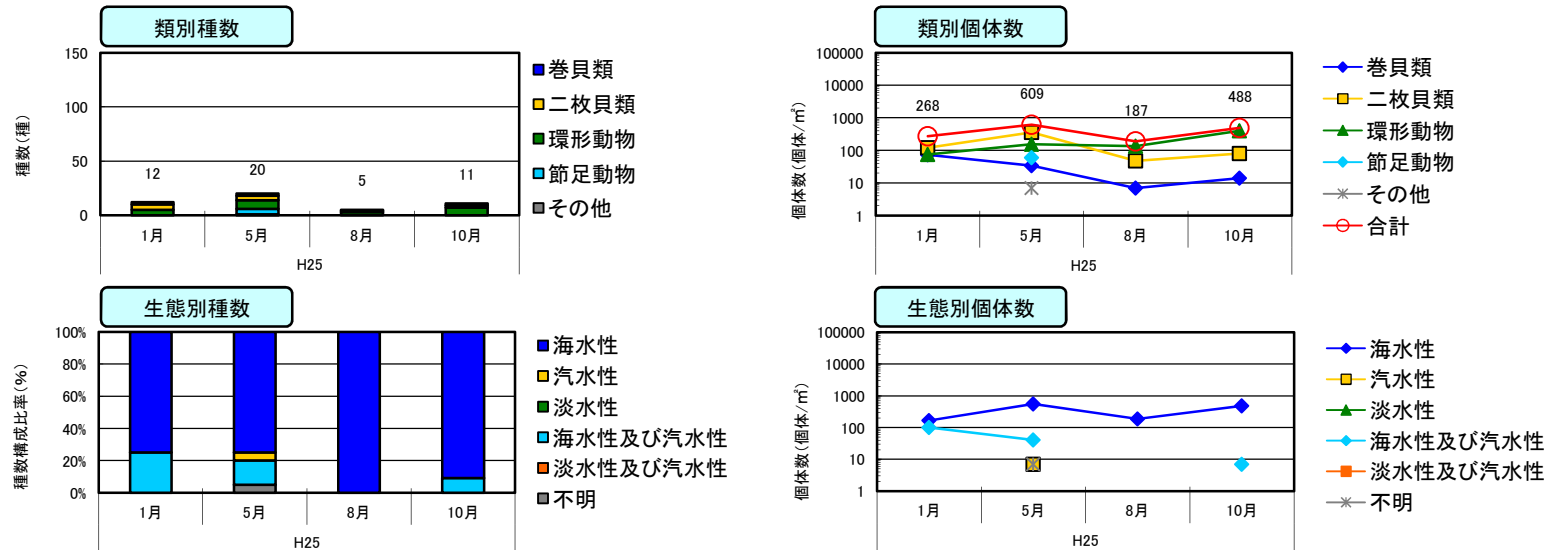 類別種数
150
100
50
0
種数(種)
12
20
5
11
1月
5月
8月
10月
H25
巻貝類
二枚貝類
環形動物
節足動物
その他
類別個体数
100000
10000
1000
100
10
1
個体数(個体/㎡)
268
609
187
488
1月
5月
8月
10月
H25
巻貝類
二枚貝類
環形動物
節足動物
その他
合計
生態別種数
100%
80%
60%
40%
20%
0%
種数構成比率(%)
1月
5月
8月
10月
H25
海水性
汽水性
淡水性
海水性及び汽水性
淡水性及び汽水性
不明
生態別個体数
100000
10000
1000
100
10
1
個体数(個体/㎡)
1月
5月
8月
10月
H25
海水性
汽水性
淡水性
海水性及び汽水性
淡水性及び汽水性
不明